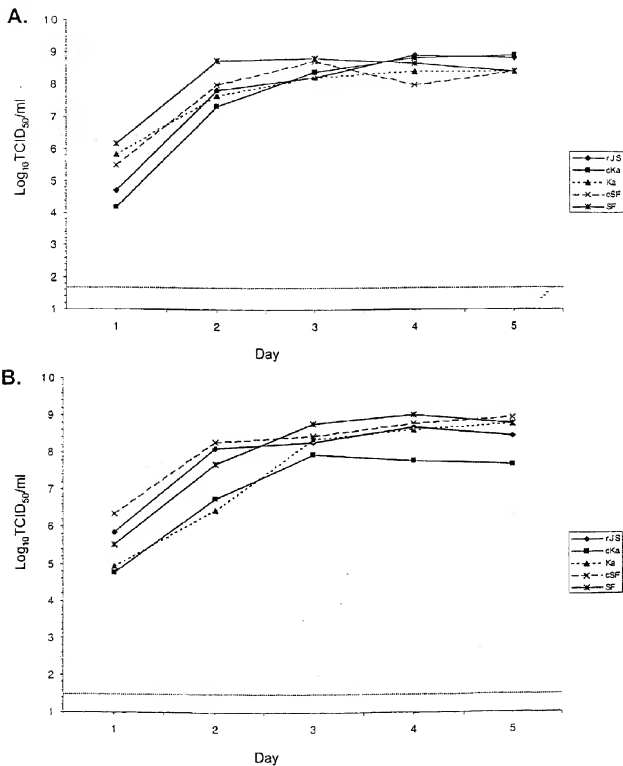 A.
10
9
8
7
6
5
4
3
2
1
Log10TCID50/ml
1 2 3 4 5
Day
rJS
cKa
Ka
cSF
SF
B.
10
9
8
7
6
5
4
3
2
1
Log10TCID50/ml
1 2 3 4 5
Day
rJS
cKa
Ka
cSF
SF